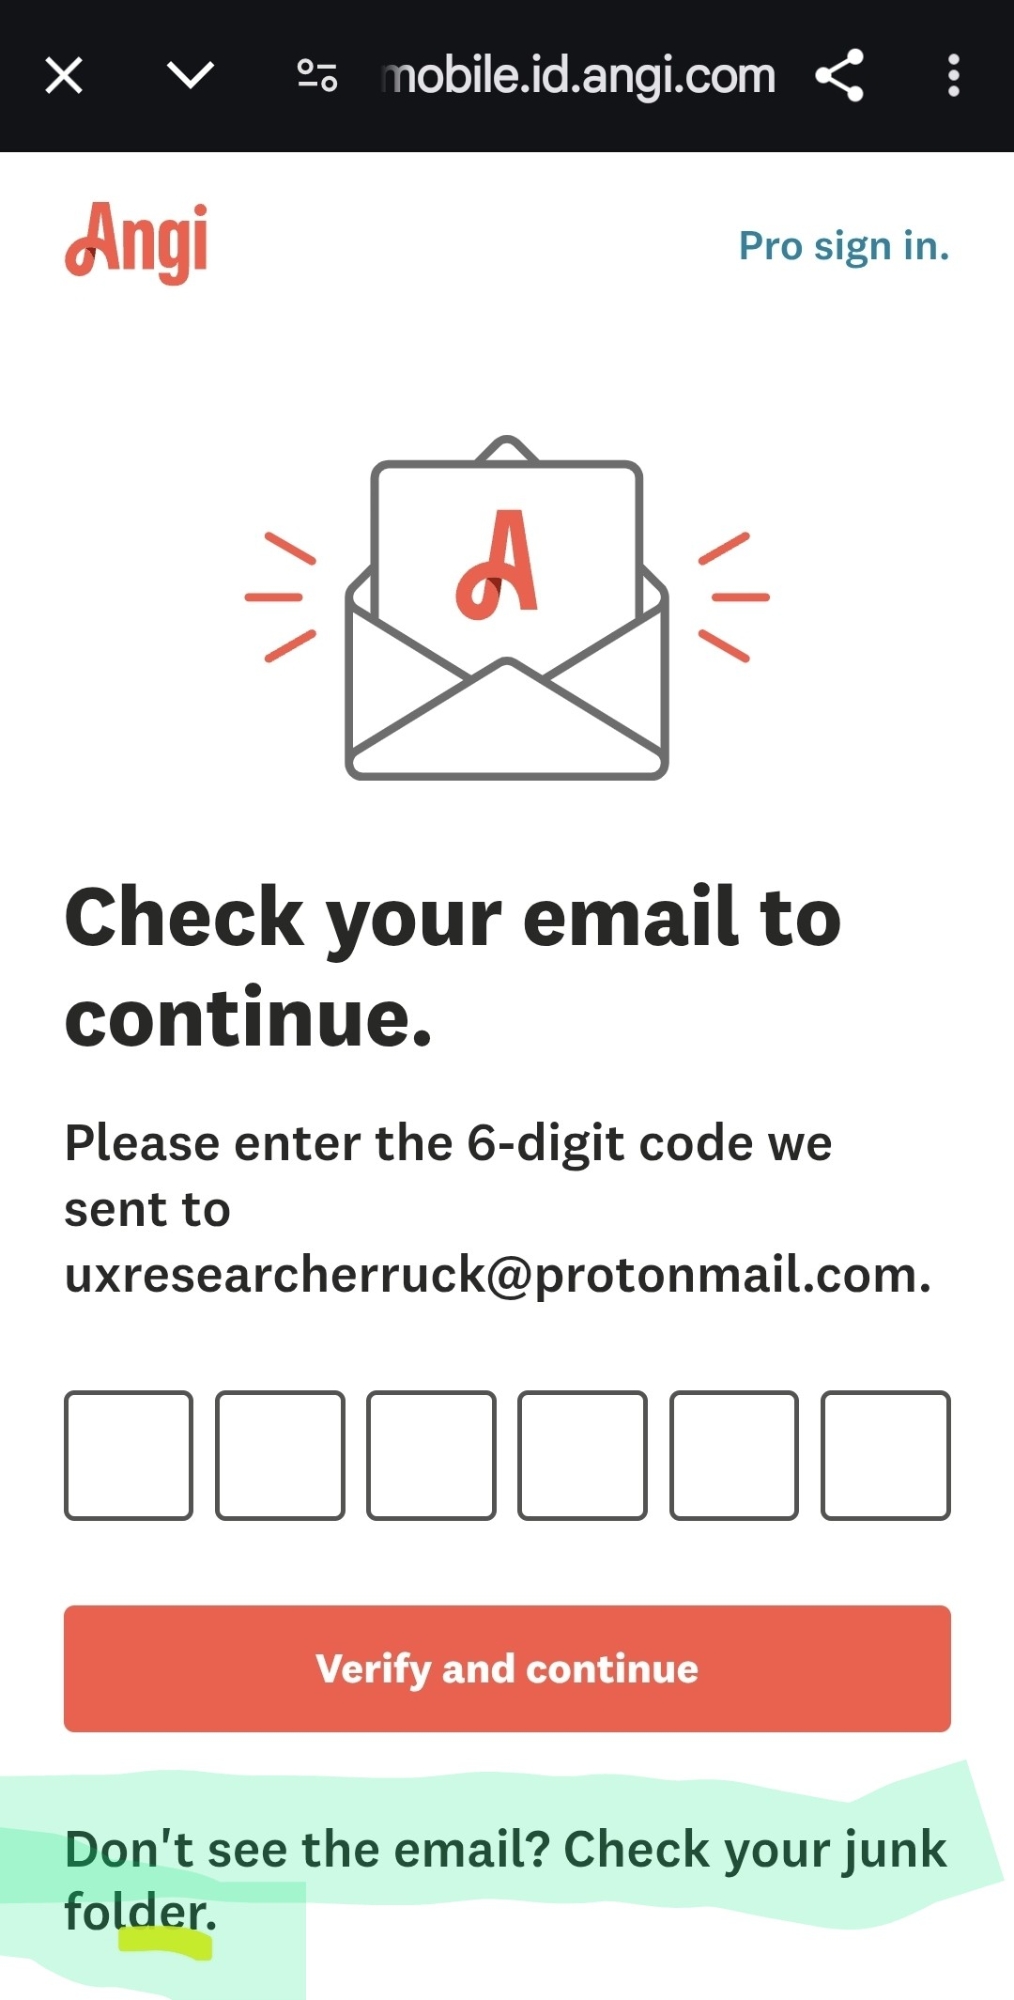 mobile.id.angi.com
Angi
Pro sign in.
A
Check your email to
continue.
Please enter the 6-digit code we
sent to
uxresearcherruck@protonmail.com.
Verify and continue
Don't see the email? Check your junk
folder.